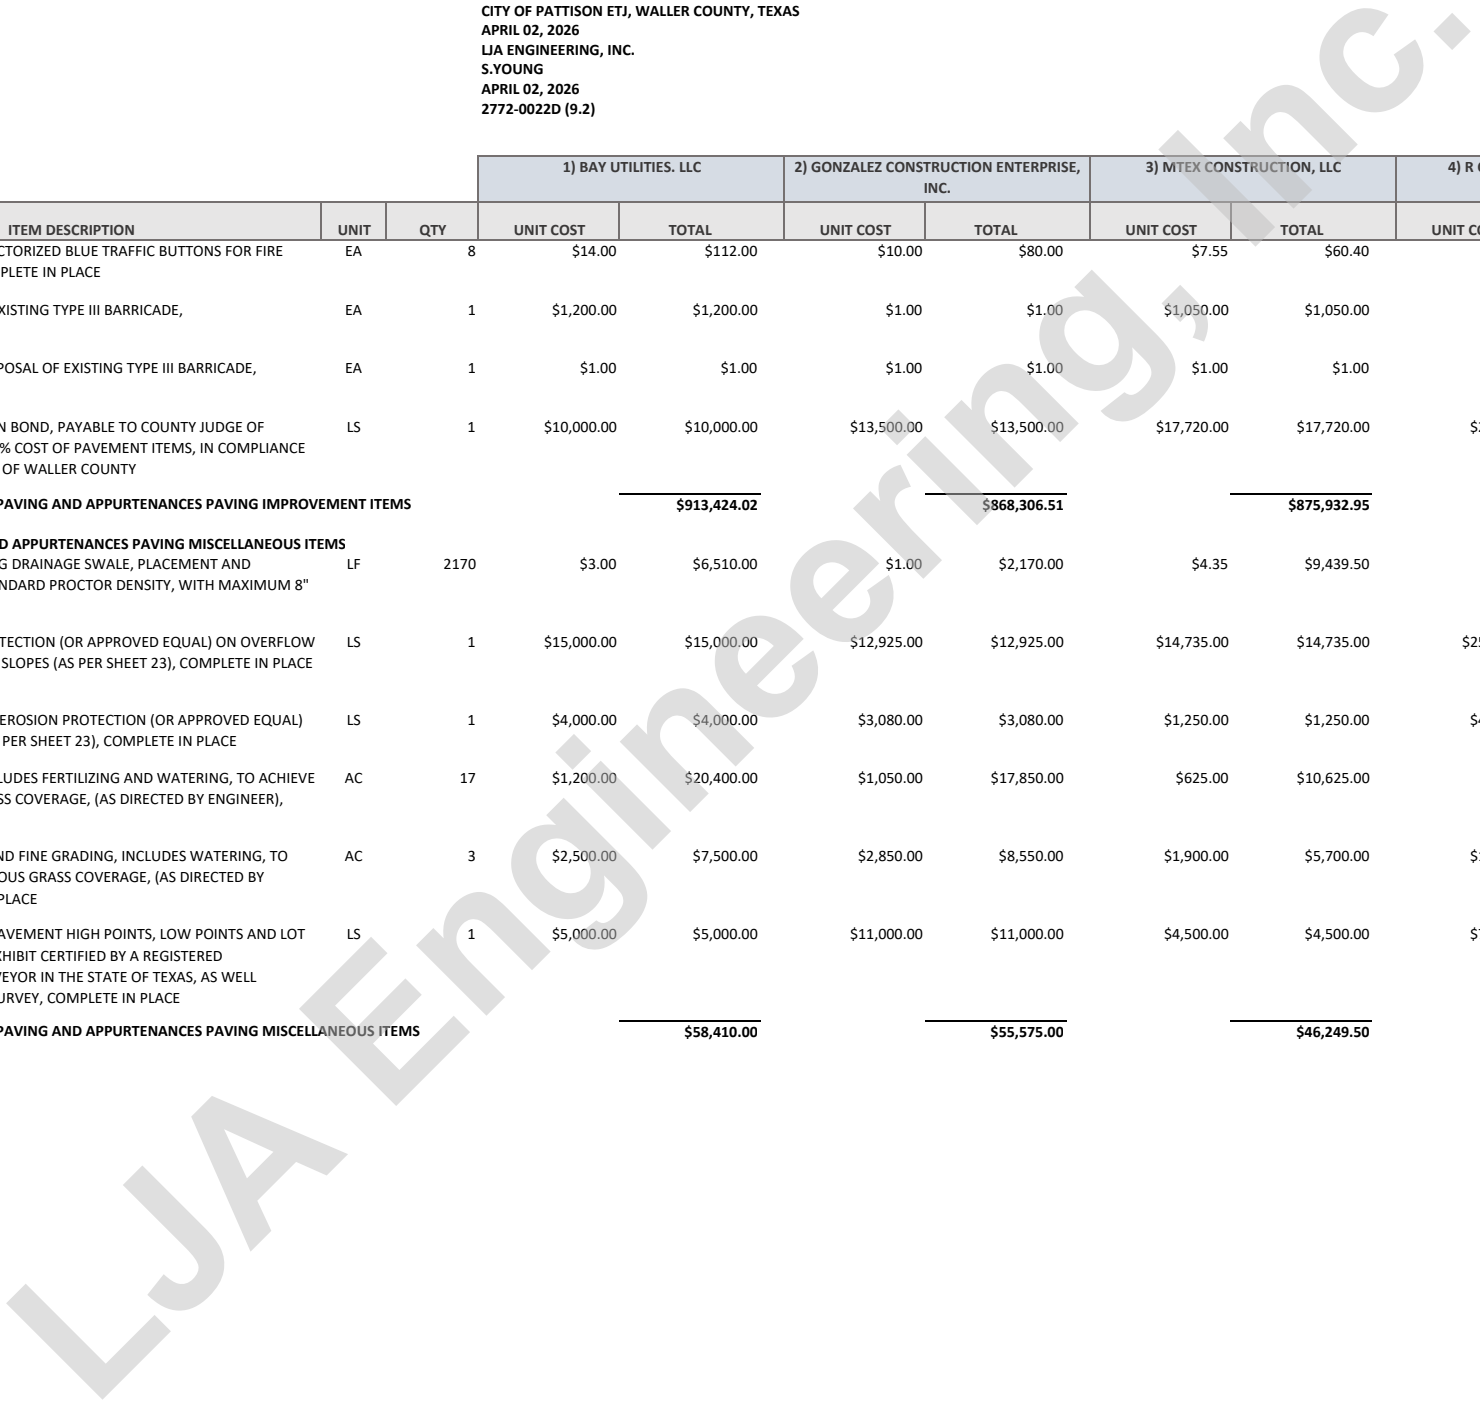 CITY OF PATTISON ETJ, WALLER COUNTY, TEXAS
APRIL 02, 2026
LJA ENGINEERING, INC.
S.YOUNG
APRIL 02, 2026
2772-0022D (9.2)
1) BAY UTILITIES. LLC 2) GONZALEZ CONSTRUCTION ENTERPRISE, 3) MTEX CONSTRUCTION, LLC 4) R
INC.
ITEM DESCRIPTION UNIT QTY UNIT COST TOTAL UNIT COST TOTAL UNIT COST TOTAL UNIT
CTORIZED BLUE TRAFFIC BUTTONS FOR FIRE EA 8 $14.00 $112.00 $10.00 $80.00 $7.55 $60.40
PLETE IN PLACE
XISTING TYPE III BARRICADE, EA 1 $1,200.00 $1,200.00 $1.00 $1.00 $1,050.00 $1,050.00
POSAL OF EXISTING TYPE III BARRICADE, EA 1 $1.00 $1.00 $1.00 $1.00 $1.00 $1.00
N BOND, PAYABLE TO COUNTY JUDGE OF LS 1 $10,000.00 $10,000.00 $13,500.00 $13,500.00 $17,720.00 $17,720.00
% COST OF PAVEMENT ITEMS, IN COMPLIANCE
OF WALLER COUNTY
PAVING AND APPURTENANCES PAVING IMPROVEMENT ITEMS $913,424.02 $868,306.51 $875,932.95
D APPURTENANCES PAVING MISCELLANEOUS ITEMS
G DRAINAGE SWALE, PLACEMENT AND LF 2170 $3.00 $6,510.00 $1.00 $2,170.00 $4.35 $9,439.50
NDARD PROCTOR DENSITY, WITH MAXIMUM 8"
TECTION (OR APPROVED EQUAL) ON OVERFLOW LS 1 $15,000.00 $15,000.00 $12,925.00 $12,925.00 $14,735.00 $14,735.00
SLOPES (AS PER SHEET 23), COMPLETE IN PLACE
EROSION PROTECTION (OR APPROVED EQUAL) LS 1 $4,000.00 $4,000.00 $3,080.00 $3,080.00 $1,250.00 $1,250.00
PER SHEET 23), COMPLETE IN PLACE
LUDES FERTILIZING AND WATERING, TO ACHIEVE AC 17 $1,200.00 $20,400.00 $1,050.00 $17,850.00 $625.00 $10,625.00
SS COVERAGE, (AS DIRECTED BY ENGINEER),
ND FINE GRADING, INCLUDES WATERING, TO AC 3 $2,500.00 $7,500.00 $2,850.00 $8,550.00 $1,900.00 $5,700.00
OUS GRASS COVERAGE, (AS DIRECTED BY
PLACE
AVEMENT HIGH POINTS, LOW POINTS AND LOT LS 1 $5,000.00 $5,000.00 $11,000.00 $11,000.00 $4,500.00 $4,500.00
XHIBIT CERTIFIED BY A REGISTERED
VEYOR IN THE STATE OF TEXAS, AS WELL
URVEY, COMPLETE IN PLACE
PAVING AND APPURTENANCES PAVING MISCELLANEOUS ITEMS $58,410.00 $55,575.00 $46,249.50
LJA Engineering, Inc.